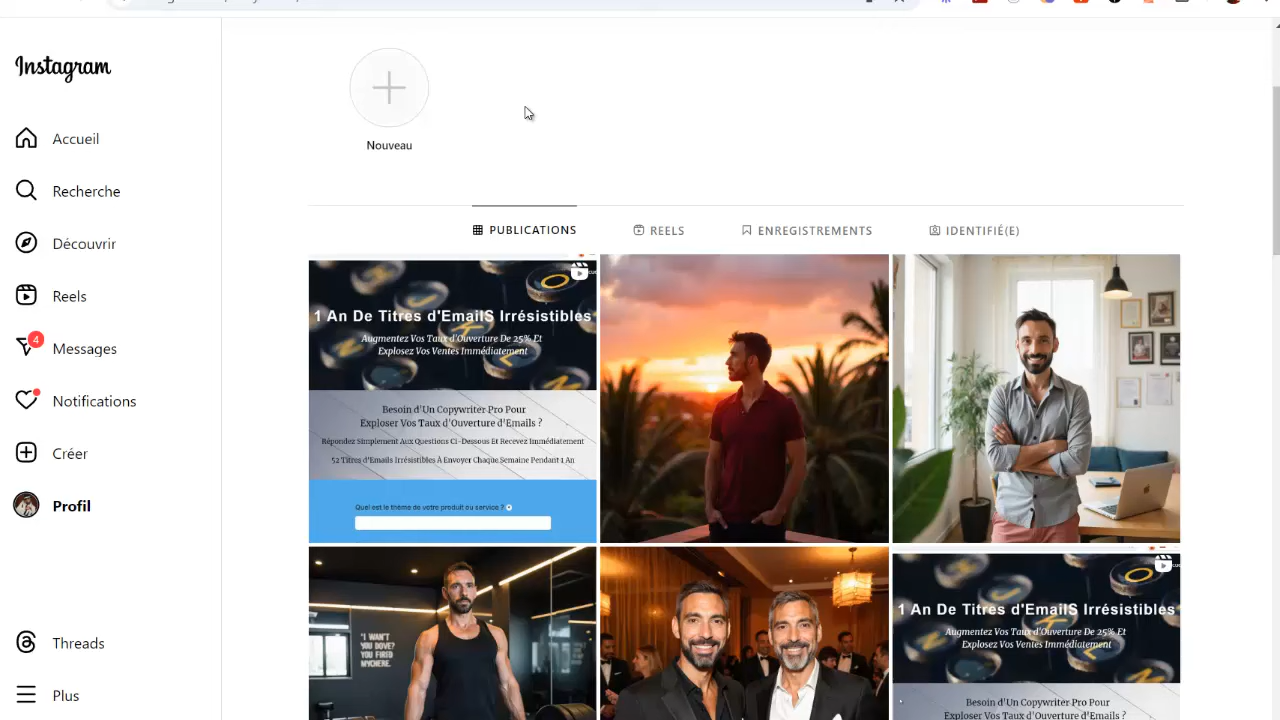 Instagram
Accueil
Recherche
Découvrir
Reels
4
Messages
Notifications
Créer
Profil
Threads
Plus
Nouveau
PUBLICATIONS
REELS
ENREGISTREMENTS
IDENTIFIÉ(E)
1 An De Titres d'EmailS Irrésistibles
Augmentez Vos Taux d'Ouverture De 25% Et
Explosez Vos Ventes Immédiatement
Besoin d'Un Copywriter Pro Pour
Exploser Vos Taux d'Ouverture d'Emails ?
Répondez Simplement Aux Questions Ci-Dessous Et Recevez Immédiatement
52 Titres d'Emails Irrésistibles À Envoyer Chaque Semaine Pendant 1 An
Quel est le thème de votre produit ou service ?
"I WANT
YOU DOVE?
YOU FIRED
1 An De Titres d'EmailS Irrésistibles
Augmentez Vos Taux d'Ouverture De 25% Et
Explosez Vos Ventes Immédiatement
Besoin d'Un Copywriter Pro Pour
Exploser Vos Taux d'Ouverture d'Emails ?